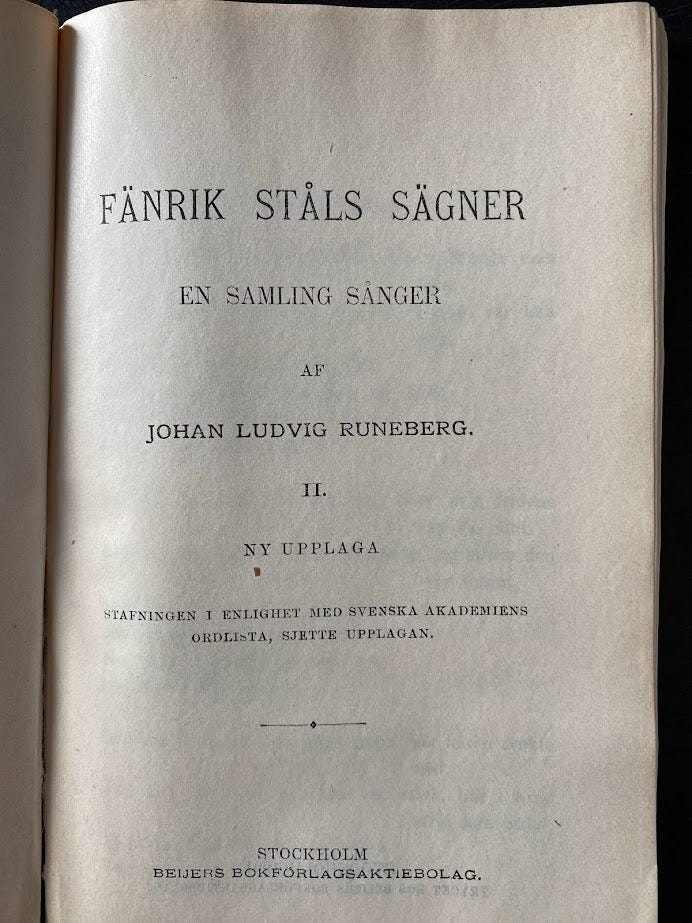 FÄNRIK STÅLS SÄGNER
EN SAMLING SÅNGER
AF
JOHAN LUDVIG RUNEBERG.
II.
NY UPPLAGA
STAFNINGEN I ENLIGHET MED SVENSKA AKADEMIENS
ORDLISTA, SJETTE UPPLAGAN.
STOCKHOLM
BEIJERS BOKFÖRLAGSAKTIEBOLAG.